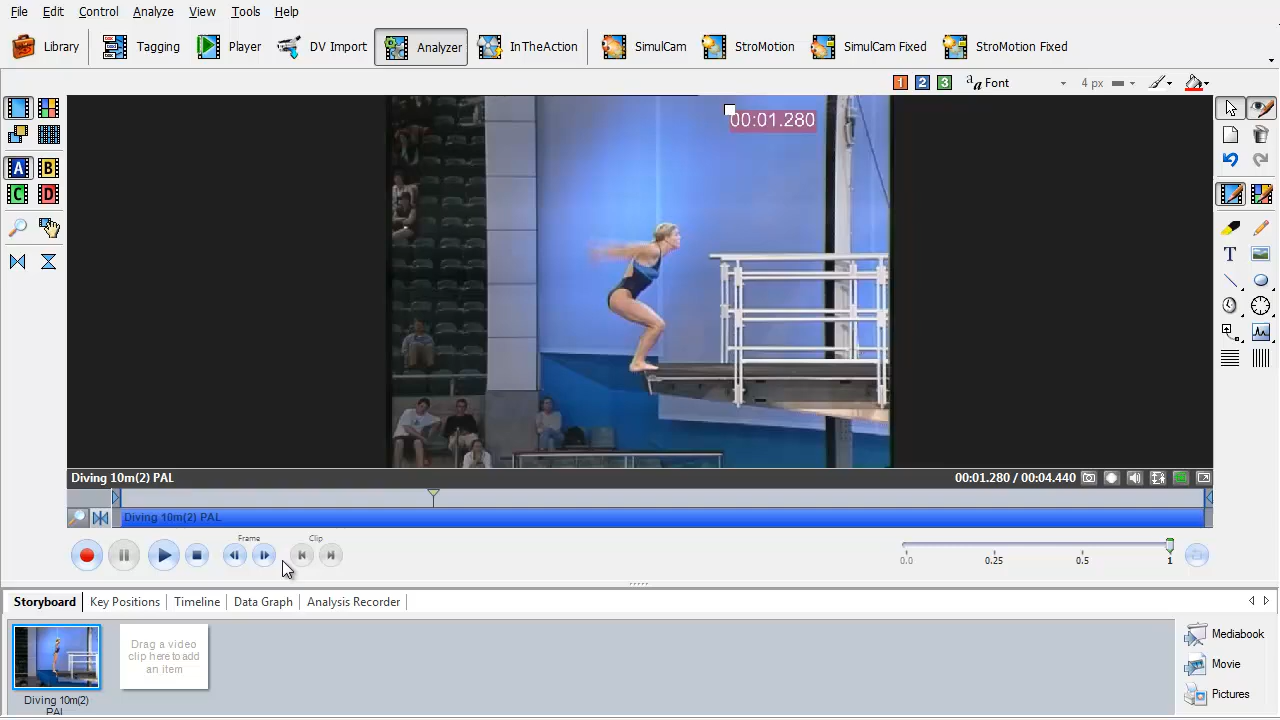 File Edit Control Analyze View Tools Help
Library Tagging Player DV Import Analyzer InTheAction SimulCam StroMotion SimulCam Fixed StroMotion Fixed
1 2 3 aa Font 4 px
A B
C D
00:01.280
Diving 10m(2) PAL 00:01.280 / 00:04.440
Diving 10m(2) PAL
Frame Clip
0.0 0.25 0.5 1
Storyboard Key Positions Timeline Data Graph Analysis Recorder
Drag a video
clip here to add
an item
Diving 10m(2)
PAL
Mediabook
Movie
Pictures